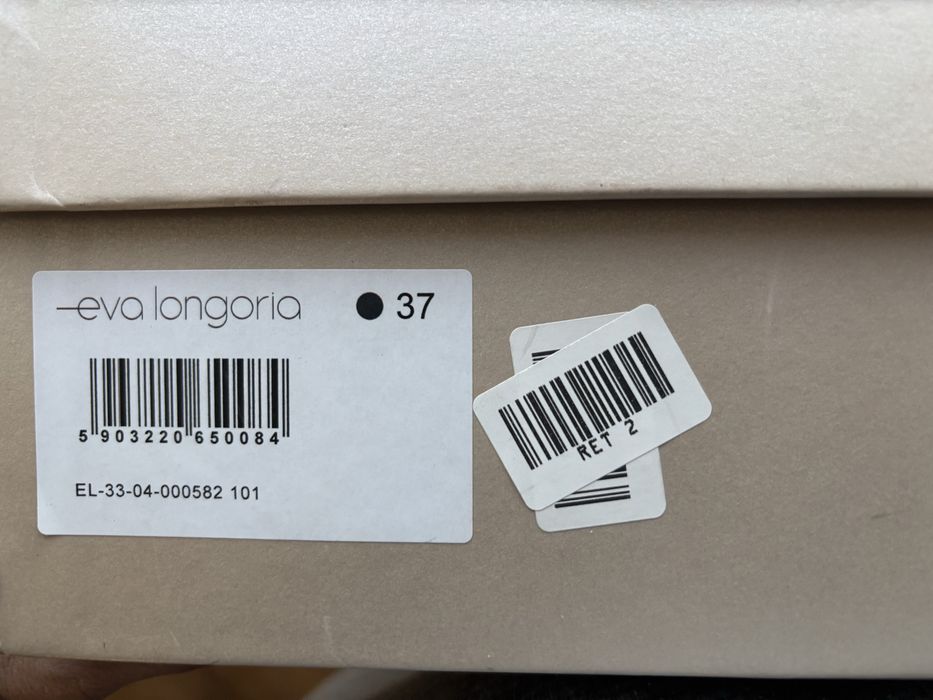 eva longoria
37
5 903220 650084
EL-33-04-000582 101
RET 2